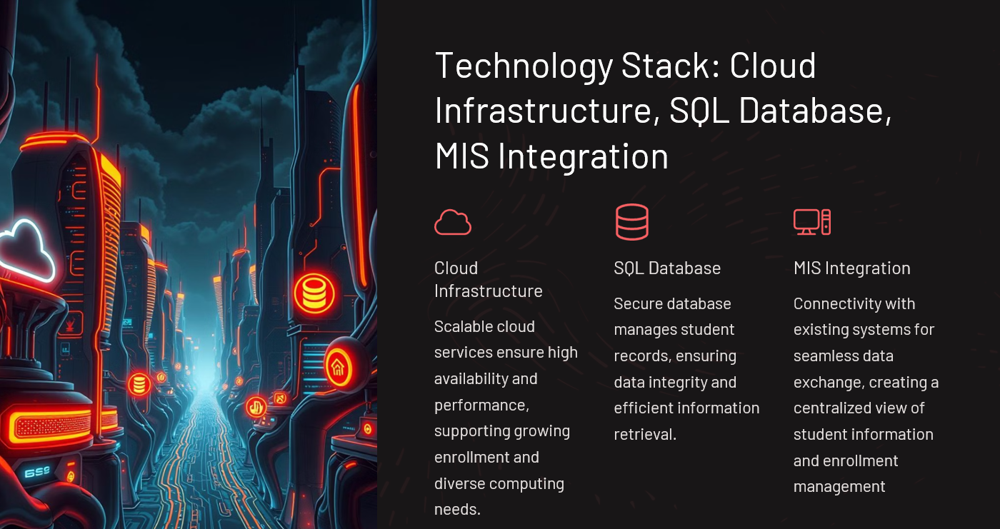 Technology Stack: Cloud
Infrastructure, SQL Database,
MIS Integration
Cloud
Infrastructure
Scalable cloud
services ensure high
availability and
performance,
supporting growing
enrollment and
diverse computing
needs.
SQL Database
Secure database
manages student
records, ensuring
data integrity and
efficient information
retrieval.
MIS Integration
Connectivity with
existing systems for
seamless data
exchange, creating a
centralized view of
student information
and enrollment
management